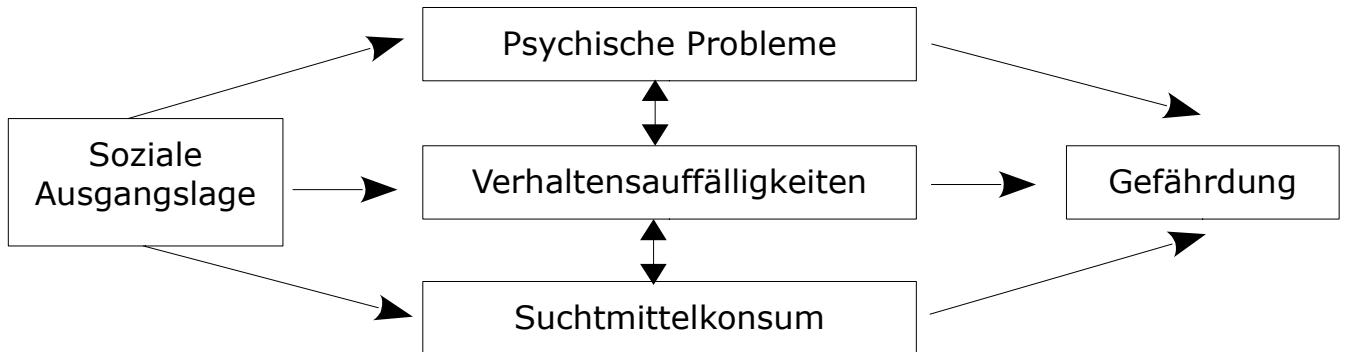 Psychische Probleme
Soziale
Ausgangslage
Verhaltensauffälligkeiten
Gefährdung
Suchtmittelkonsum